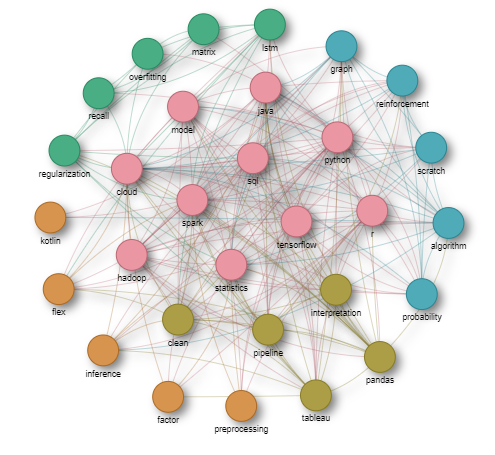 lstm
matrix
graph
overfitting
reinforcement
java
recall
model
python
scratch
regularization
sql
cloud
spark
kotlin
r
tensorflow
algorithm
hadoop
statistics
flex
interpretation
probability
clean
pipeline
inference
pandas
factor
tableau
preprocessing